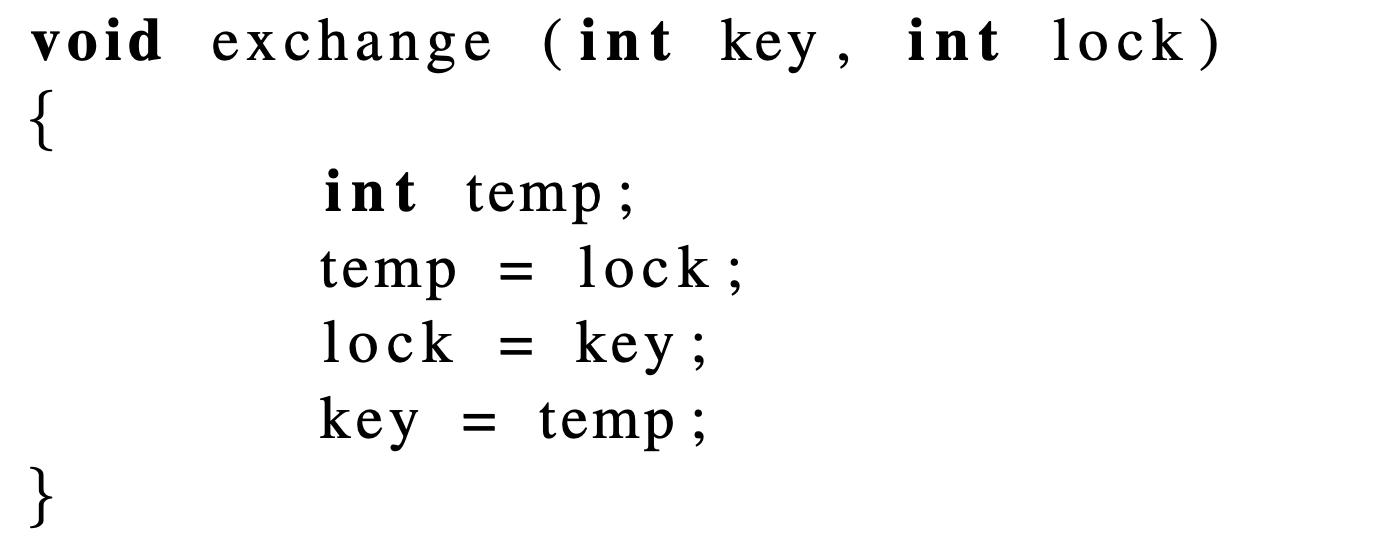 void exchange (int key, int lock)
{
int temp;
temp = lock;
lock = key;
key = temp;
}